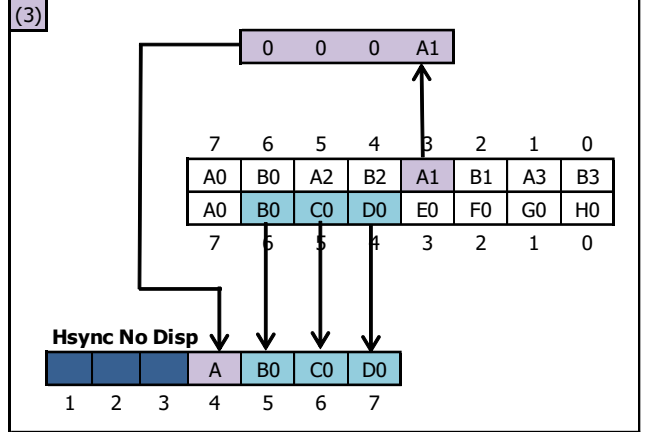 (3)
0 0 0 A1
7 6 5 4 3 2 1 0
A0 B0 A2 B2 A1 B1 A3 B3
A0 B0 C0 D0 E0 F0 G0 H0
7 6 5 4 3 2 1 0
Hsync No Disp
A B0 C0 D0
1 2 3 4 5 6 7